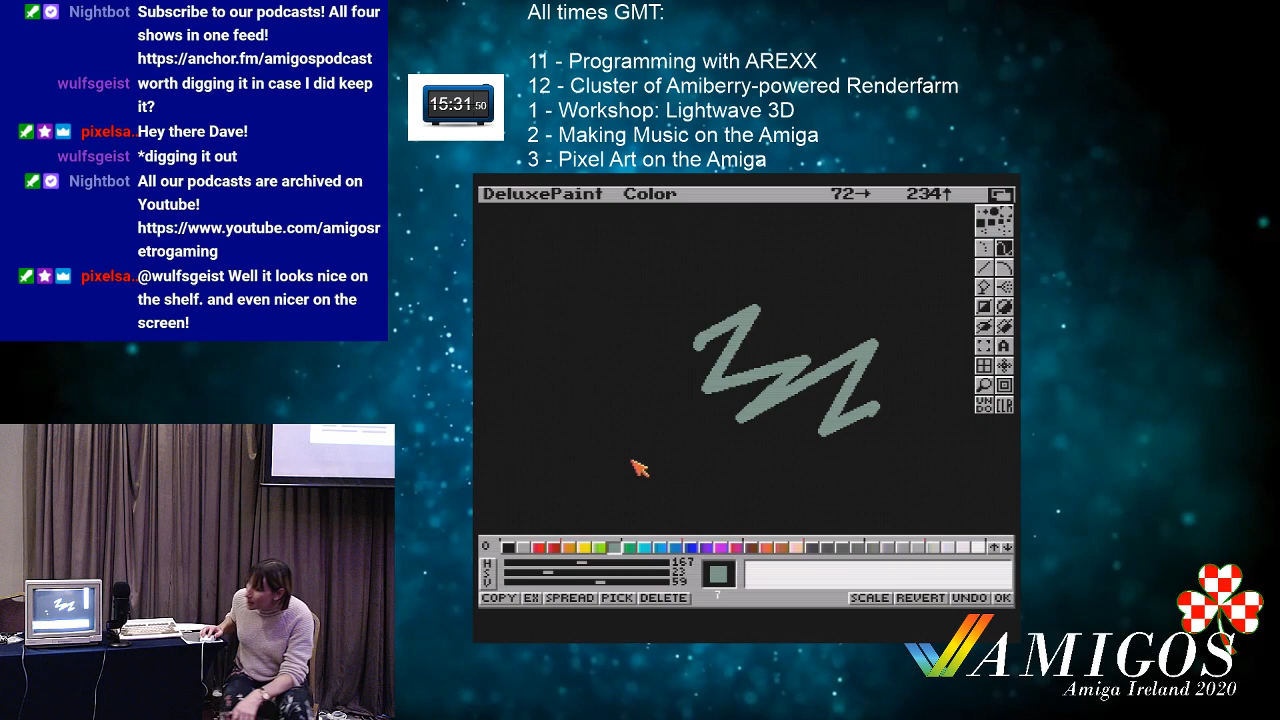 Nightbot Subscribe to our podcasts! All four
shows in one feed!
https://anchor.fm/amigospodcast
wulfsgeist worth digging it in case I did keep
it?
pixelsa.. Hey there Dave!
wulfsgeist *digging it out
Nightbot All our podcasts are archived on
Youtube!
https://www.youtube.com/amigosr
etrogaming
pixelsa.. @wulfsgeist Well it looks nice on
the shelf. and even nicer on the
screen!
All times GMT:
11 - Programming with AREXX
12 - Cluster of Amiberry-powered Renderfarm
1 - Workshop: Lightwave 3D
2 - Making Music on the Amiga
3 - Pixel Art on the Amiga
15:31 50
DeluxePaint Color 72→ 234↑
A
UN
DO
CLR
0
H 167
S 23
V 59
7
COPY EX SPREAD PICK DELETE SCALE REVERT UNDO OK
AMIGOS
Amiga Ireland 2020